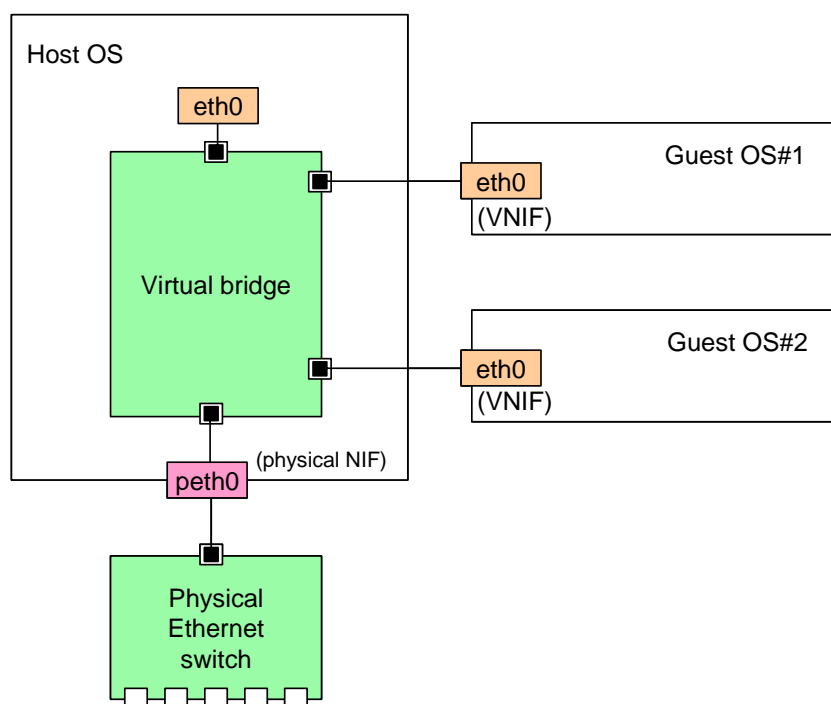 Host OS
eth0
Guest OS#1
eth0
(VNIF)
Virtual bridge
Guest OS#2
eth0
(VNIF)
(physical NIF)
peth0
Physical
Ethernet
switch